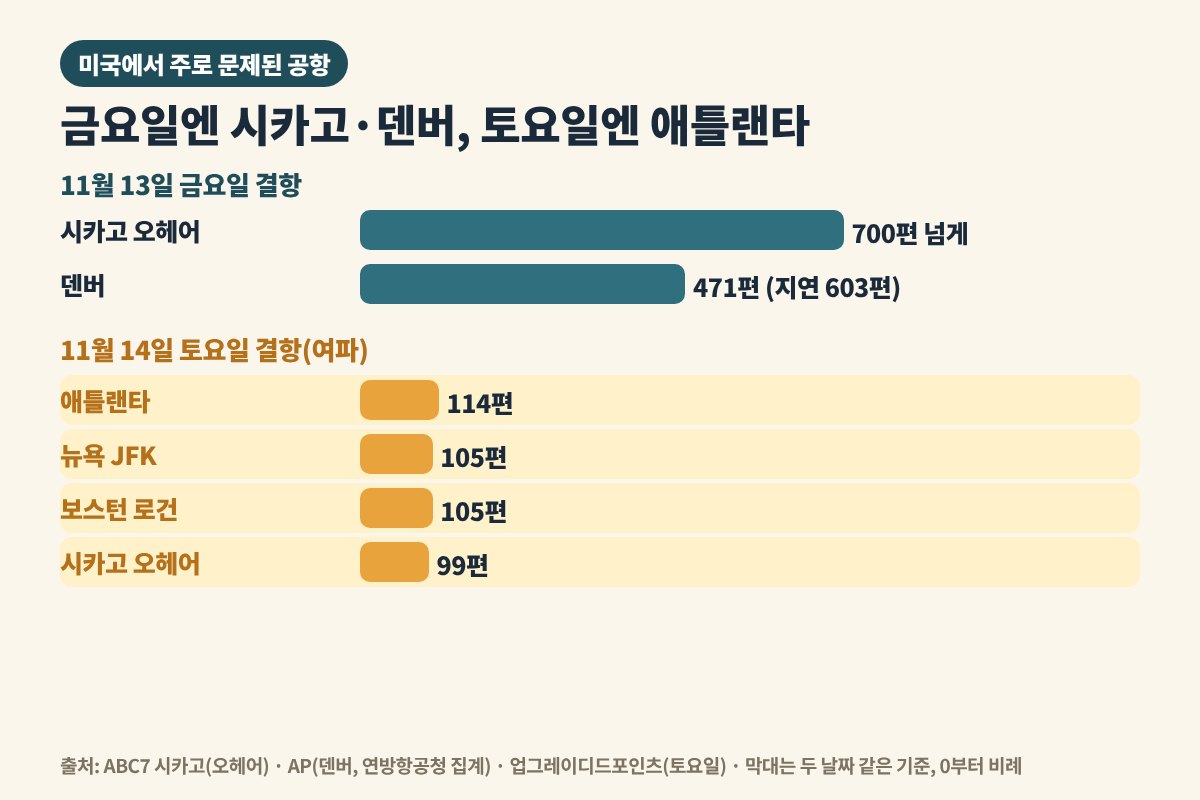 미국에서 주로 문제된 공항
금요일엔 시카고·덴버, 토요일엔 애틀랜타
11월 13일 금요일 결항
시카고 오헤어 700편 넘게
덴버 471편 (지연 603편)
11월 14일 토요일 결항(여파)
애틀랜타 114편
뉴욕 JFK 105편
보스턴 로건 105편
시카고 오헤어 99편
출처: ABC7 시카고(오헤어) · AP(덴버, 연방항공청 집계) · 업그레이디드포인츠(토요일) · 막대는 두 날짜 같은 기준, 0부터 비례